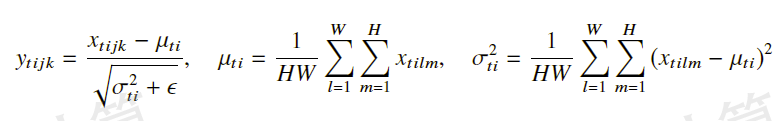 y_{tijk} = \frac{x_{tijk} - \mu_{ti}}{\sqrt{\sigma_{ti}^2 + \epsilon}}, \quad \mu_{ti} = \frac{1}{HW} \sum_{l=1}^{W} \sum_{m=1}^{H} x_{tilm}, \quad \sigma_{ti}^2 = \frac{1}{HW} \sum_{l=1}^{W} \sum_{m=1}^{H} (x_{tilm} - \mu_{ti})^2